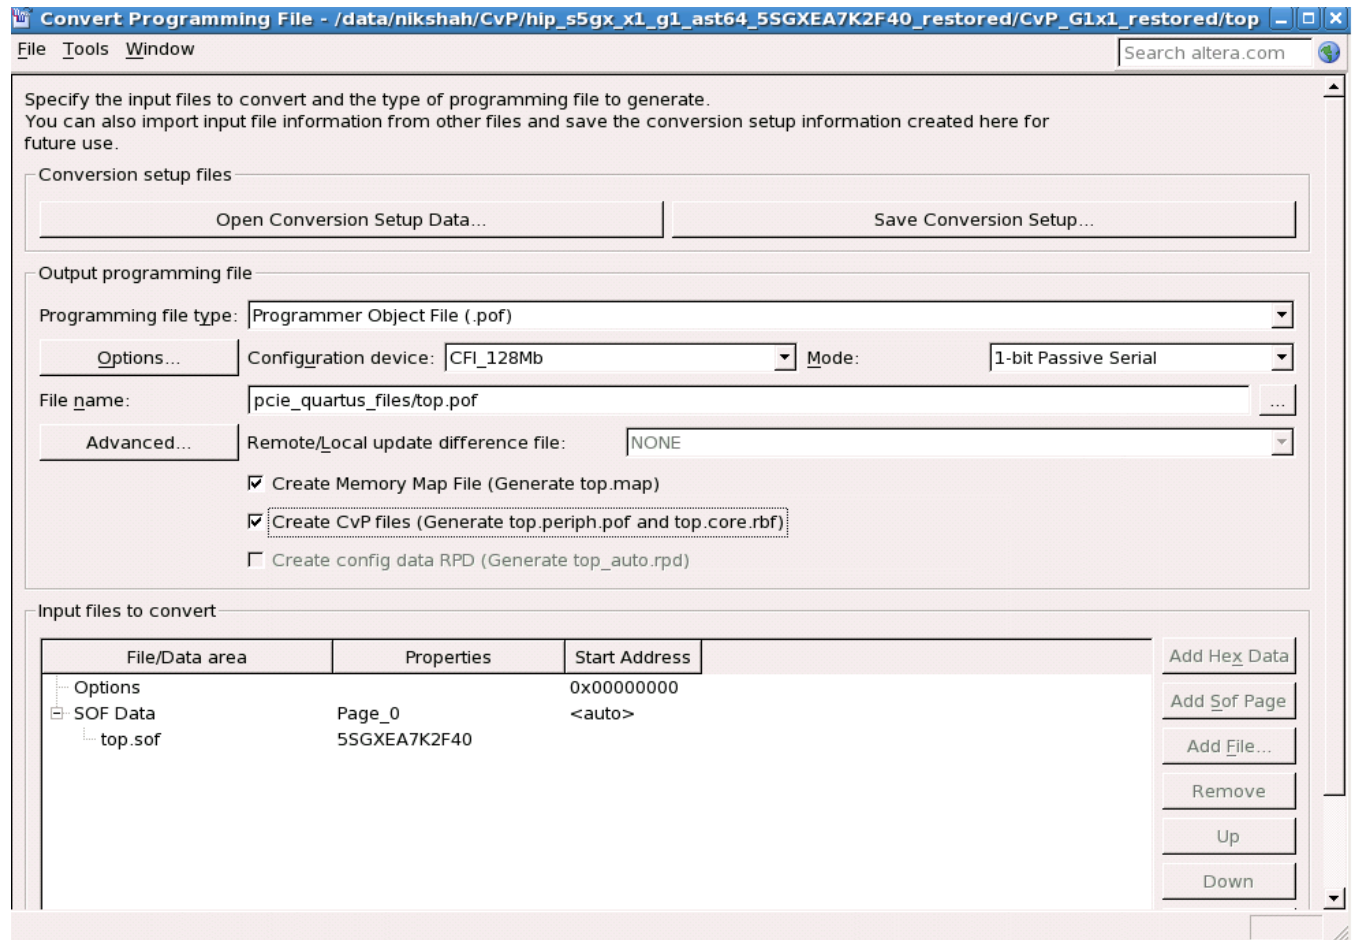 Convert Programming File - /data/nikshah/CvP/hip_s5gx_x1_g1_ast64_5SGXEA7K2F40_restored/CvP_G1x1_restored/top
File Tools Window
Search altera.com
Specify the input files to convert and the type of programming file to generate.
You can also import input file information from other files and save the conversion setup information created here for
future use.
Conversion setup files
Open Conversion Setup Data... Save Conversion Setup...
Output programming file
Programming file type: Programmer Object File (.pof)
Options... Configuration device: CFI_128Mb Mode: 1-bit Passive Serial
File name: pcie_quartus_files/top.pof ...
Advanced... Remote/Local update difference file: NONE
Create Memory Map File (Generate top.map)
Create CvP files (Generate top.periph.pof and top.core.rbf)
Create config data RPD (Generate top_auto.rpd)
Input files to convert
File/Data area Properties Start Address
Options 0x00000000
SOF Data Page_0 <auto>
top.sof 5SGXEA7K2F40
Add Hex Data
Add Sof Page
Add File...
Remove
Up
Down